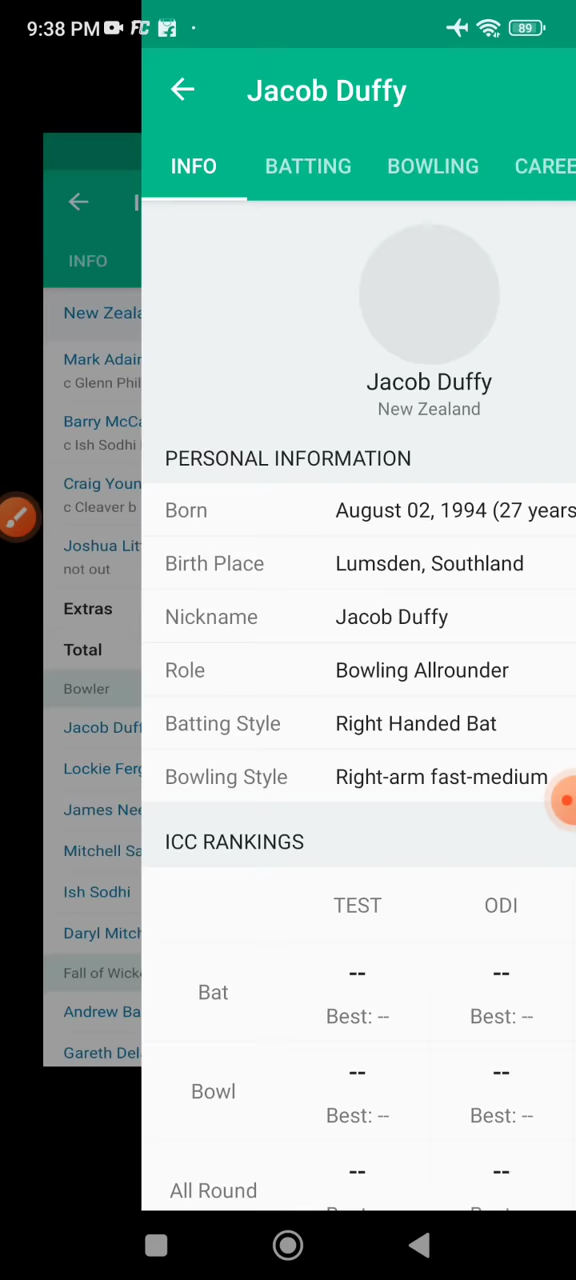 9:38 PM FC 89
Jacob Duffy
INFO BATTING BOWLING CAREE
INFO
Jacob Duffy
New Zealand
PERSONAL INFORMATION
Born August 02, 1994 (27 years
Birth Place Lumsden, Southland
Nickname Jacob Duffy
Role Bowling Allrounder
Batting Style Right Handed Bat
Bowling Style Right-arm fast-medium
ICC RANKINGS
TEST ODI
Bat -- --
Best: -- Best: --
Bowl -- --
Best: -- Best: --
All Round -- --
New Zeala
Mark Adair
c Glenn Phil
Barry McCa
c Ish Sodhi
Craig Youn
c Cleaver b
Joshua Lit
not out
Extras
Total
Bowler
Jacob Duff
Lockie Ferg
James Nee
Mitchell Sa
Ish Sodhi
Daryl Mitch
Fall of Wick
Andrew Ba
Gareth Del